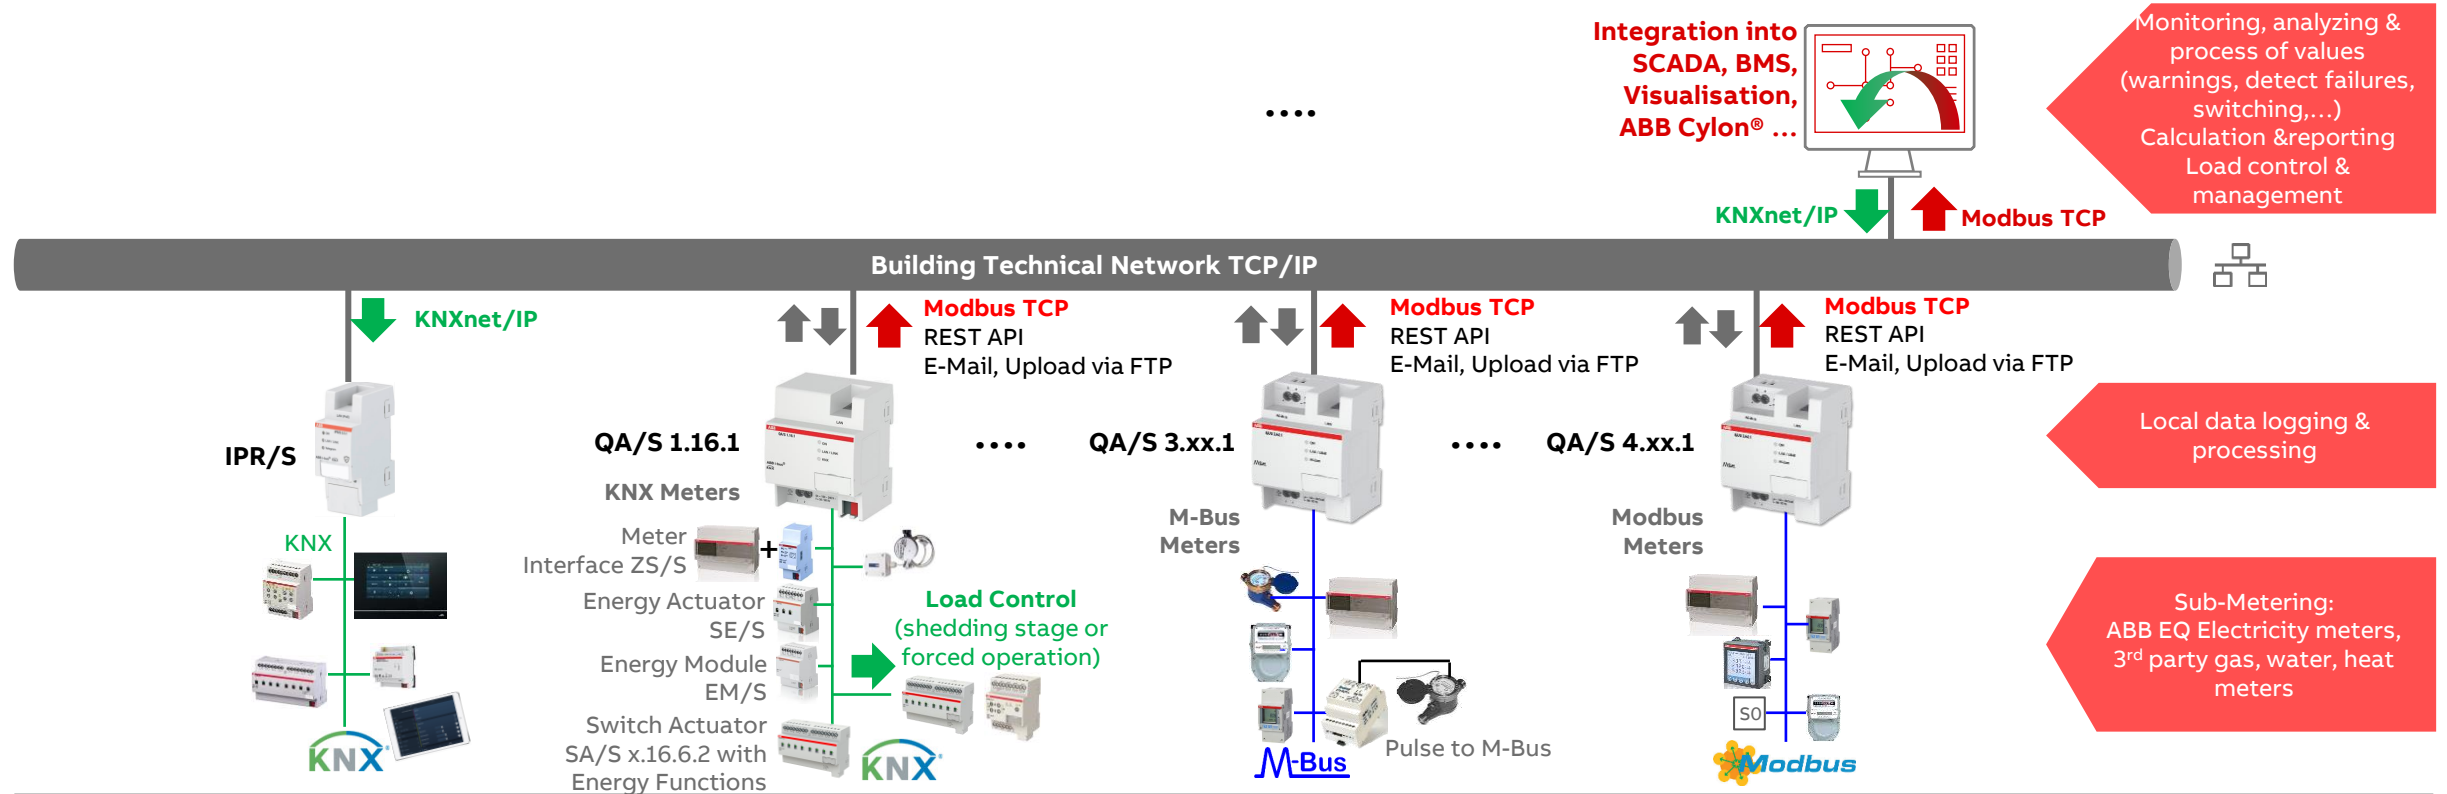 Integration into
SCADA, BMS,
Visualisation,
ABB Cylon® ...
....
Monitoring, analyzing &
process of values
(warnings, detect failures,
switching,...)
Calculation &reporting
Load control &
management
KNXnet/IP
Modbus TCP
Building Technical Network TCP/IP
KNXnet/IP
Modbus TCP
REST API
E-Mail, Upload via FTP
Modbus TCP
REST API
E-Mail, Upload via FTP
Modbus TCP
REST API
E-Mail, Upload via FTP
IPR/S
QA/S 1.16.1
....
QA/S 3.xx.1
....
QA/S 4.xx.1
Local data logging &
processing
KNX Meters
M-Bus
Meters
Modbus
Meters
KNX
Meter
Interface ZS/S
+
Energy Actuator
SE/S
Energy Module
EM/S
Switch Actuator
SA/S x.16.6.2 with
Energy Functions
Load Control
(shedding stage or
forced operation)
Sub-Metering:
ABB EQ Electricity meters,
3rd party gas, water, heat
meters
S0
Pulse to M-Bus
KNX
KNX
M-Bus
Modbus